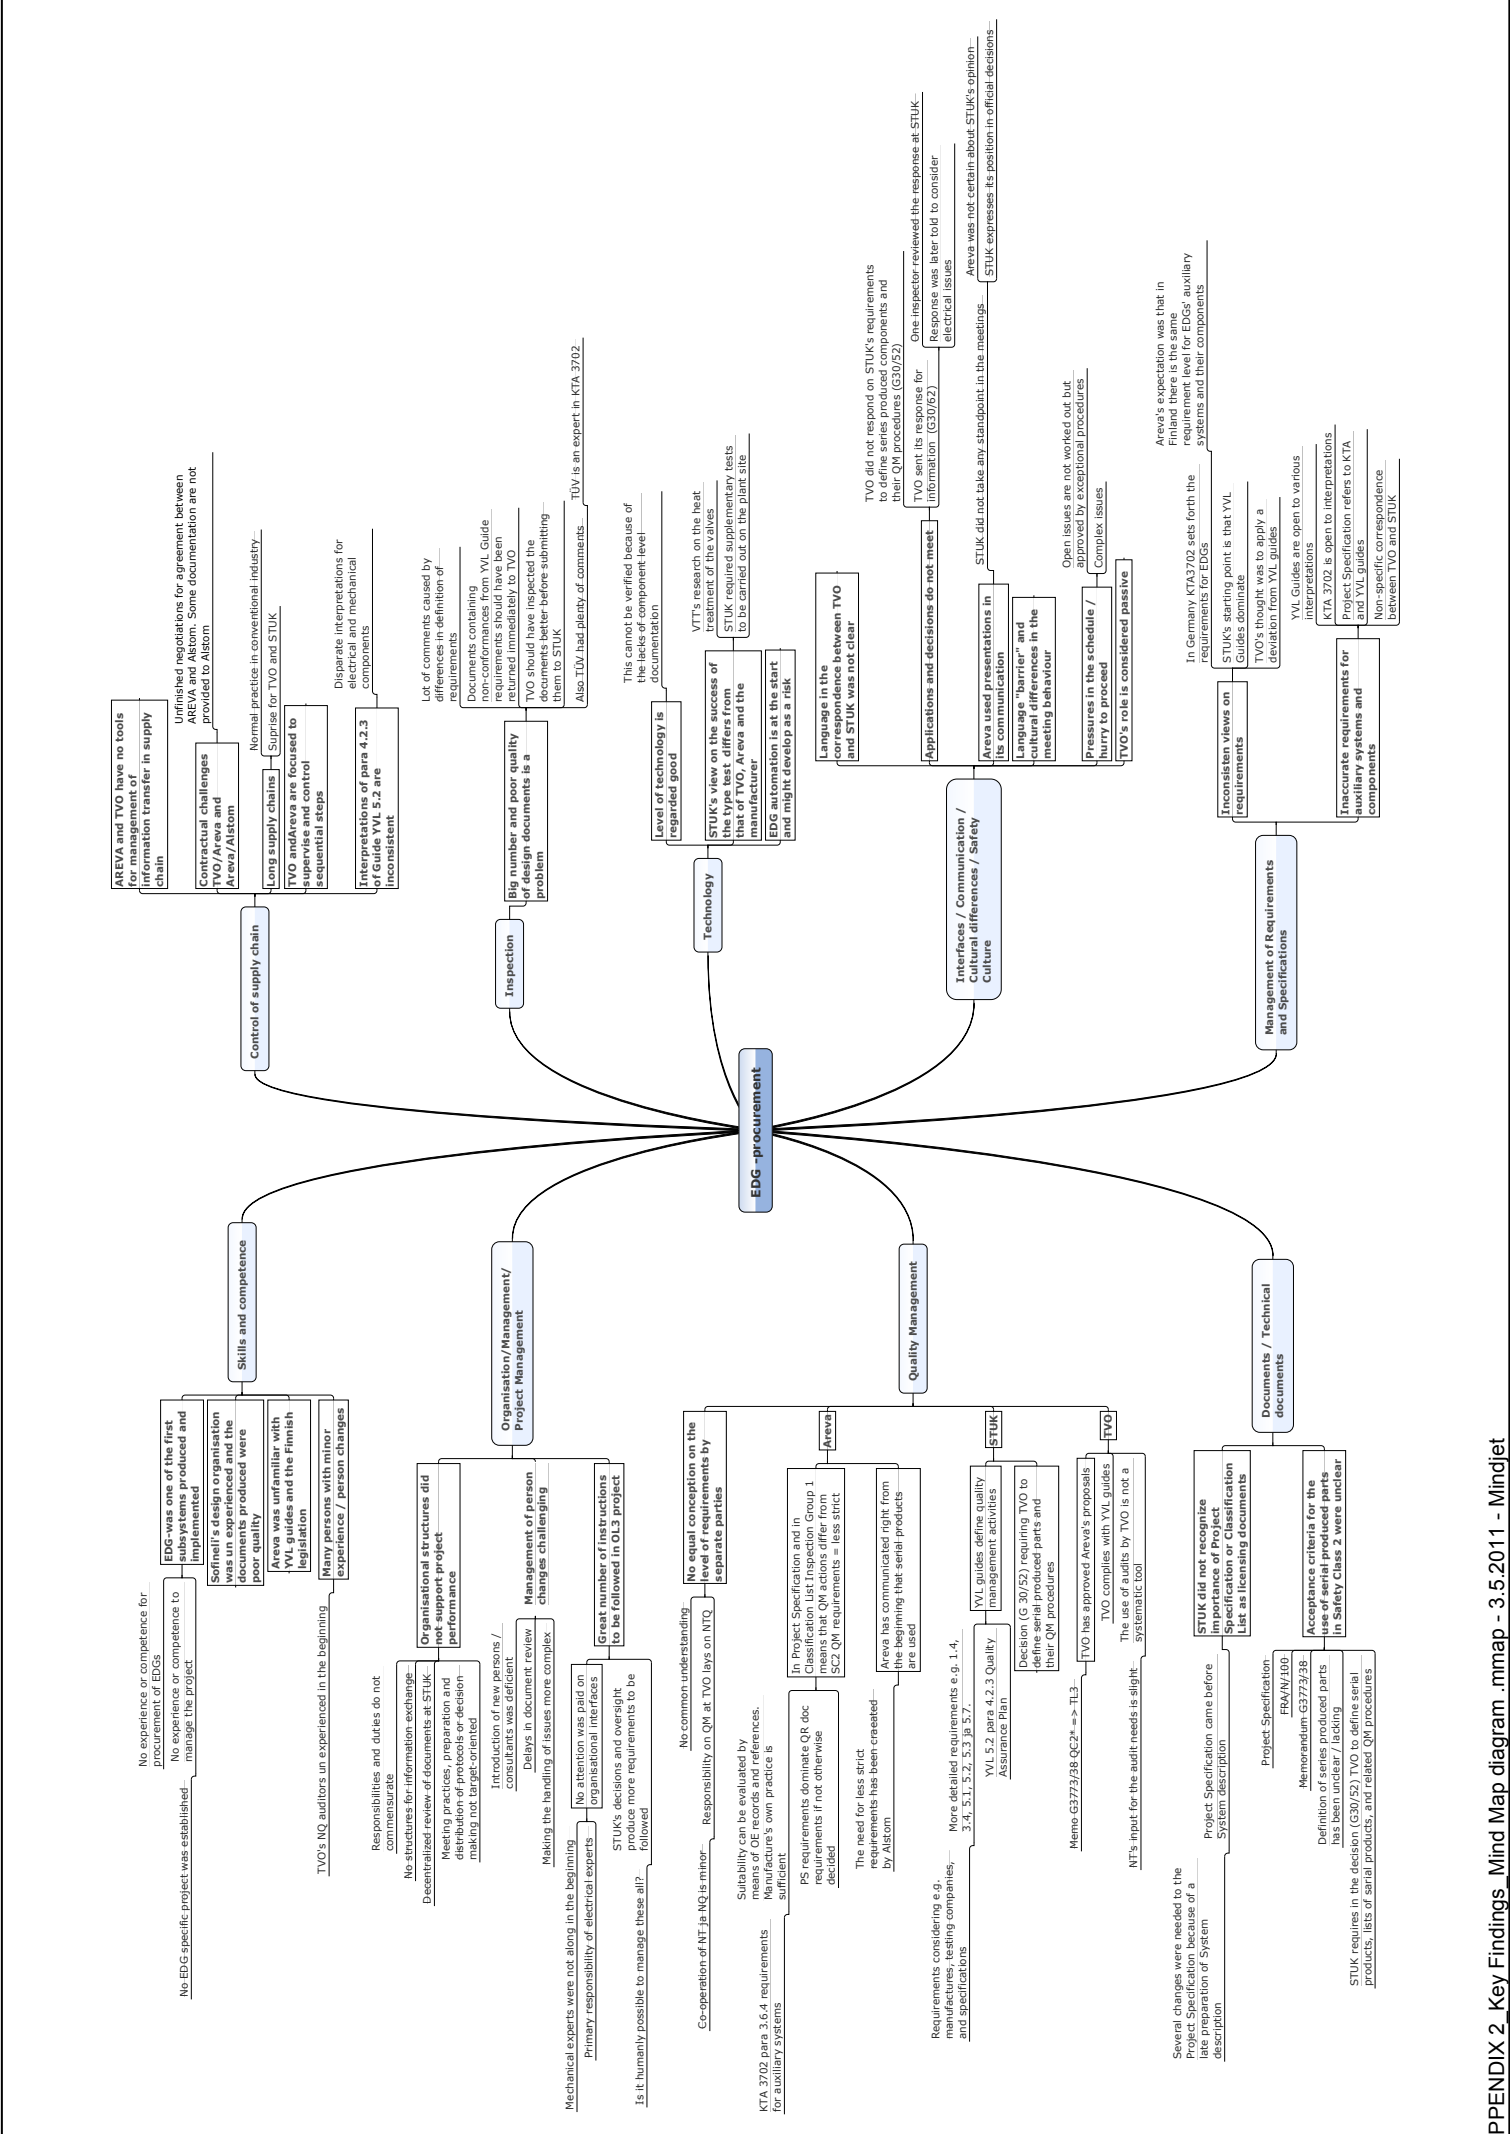 EDG -procurement
Skills and competence
EDG was one of the first
subsystems produced and
implemented
No experience or competence for
procurement of EDGs
No experience or competence to
manage the project
No EDG specific project was established
Sofineli's design organisation
was un experienced and the
documents produced were
poor quality
Areva was unfamiliar with
YVL guides and the Finnish
legislation
Many persons with minor
experience / person changes
TVO's NQ auditors un experienced in the beginning
Organisation/Management/
Project Management
Organisational structures did
not support project
performance
Responsibilities and duties do not
commensurate
No structures for information exchange
Decentralized review of documents at STUK
Meeting practices, preparation and
distribution of protocols or decision
making not target-oriented
Management of person
changes challenging
Introduction of new persons /
consultants was deficient
Delays in document review
Making the handling of issues more complex
Great number of instructions
to be followed in OL3 project
No attention was paid on
organisational interfaces
Mechanical experts were not along in the beginning
Primary responsibility of electrical experts
STUK's decisions and oversight
produce more requirements to be
followed
Is it humanly possible to manage these all?
Quality Management
No equal conception on the
level of requirements by
separate parties
No common understanding
Responsibility on QM at TVO lays on NTQ
Co-operation of NT ja NQ is minor
Areva
In Project Specification and in
Classification List Inspection Group 1
means that QM actions differ from
SC2 QM requirements = less strict
Suitability can be evaluated by
means of OE records and references.
Manufacture's own practice is
sufficient
KTA 3702 para 3.6.4 requirements
for auxiliary systems
PS requirements dominate QR doc
requirements if not otherwise
decided
Areva has communicated right from
the beginning that serial products
are used
The need for less strict
requirements has been craeated
by Alstom
STUK
YVL guides define quality
management activities
More detailed requirements e.g. 1.4,
3.4, 5.1, 5.2, 5.3 ja 5.7.
Requirements considering e.g.
manufactures, testing companies,
and specifications
YVL 5.2 para 4.2.3 Quality
Assurance Plan
Decision (G 30/52) requiring TVO to
define serial produced parts and
their QM procedures
TVO
TVO has approved Areva's proposals
Memo G3773/38 QC2* => TL3
TVO complies with YVL guides
The use of audits by TVO is not a
systematic tool
NT's input for the audit needs is slight
Documents / Technical
documents
STUK did not recognize
importance of Project
Specification or Classification
List as licensing documents
Project Specification came before
System description
Several changes were needed to the
Project Specification because of a
late preparation of System
description
Acceptance criteria for the
use of serial produced parts
in Safety Class 2 were unclear
Project Specification
FRA/N/100
Memorandum G3773/38
Definition of series produced parts
has been unclear / lacking
STUK requires in the decision (G30/52) TVO to define serial
products, lists of sarial products, and related QM procedures
Control of supply chain
AREVA and TVO have no tools
for management of
information transfer in supply
chain
Contractual challenges
TVO/Areva and
Areva/Alstom
Unfinished negotiations for agreement between
AREVA and Alstom. Some documentation are not
provided to Alstom
Long supply chains
Normal practice in conventional industry
Suprise for TVO and STUK
TVO andAreva are focused to
supervise and control
sequential steps
Interpretations of para 4.2.3
of Guide YVL 5.2 are
inconsistent
Disparate interpretations for
electrical and mechanical
components
Inspection
Big number and poor quality
of design documents is a
problem
Lot of comments caused by
differences in definition of
requirements
Documents containing
non-conformances from YVL Guide
requirements should have been
returned immediately to TVO
TVO should have inspected the
documents better before submitting
them to STUK
Also TÜV had plenty of comments
TÜV is an expert in KTA 3702
Technology
Level of technology is
regarded good
This cannot be verified because of
the lacks of component level
documentation
STUK's view on the success of
the type test differs from
that of TVO, Areva and the
manufacturer
VTT's research on the heat
treatment of the valves
STUK required supplementary tests
to be carried out on the plant site
EDG automation is at the start
and might develop as a risk
Interfaces / Communication /
Cultural differences / Safety
Culture
Language in the
correspondence between TVO
and STUK was not clear
Applications and decisions do not meet
TVO did not respond on STUK's requirements
to define series produced components and
their QM procedures (G30/52)
TVO sent its response for
information (G30/62)
One inspector reviewed the response at STUK
Response was later told to consider
electrical issues
Areva used presentations in
its communication
STUK did not take any standpoint in the meetings
Areva was not certain about STUK's opinion
STUK expresses its position in official decisions
Language "barrier" and
cultural differences in the
meeting behaviour
Pressures in the schedule /
hurry to proceed
Open issues are not worked out but
approved by exceptional procedures
Complex issues
TVO's role is considered passive
Management of Requirements
and Specifications
Inconsisten views on
requirements
In Germany KTA3702 sets forth the
requirements for EDGs
Areva's expectation was that in
Finland there is the same
requirement level for EDGs' auxiliary
systems and their components
STUK's starting point is that YVL
Guides dominate
TVO's thought was to apply a
deviation from YVL guides
Inaccurate requirements for
auxiliary systems and
components
YVL Guides are open to various
interpretations
KTA 3702 is open to interpretations
Project Specification refers to KTA
and YVL guides
Non-specific correspondence
between TVO and STUK
PPENDIX 2_Key Findings_Mind Map diagram .mmap - 3.5.2011 - Mindjet